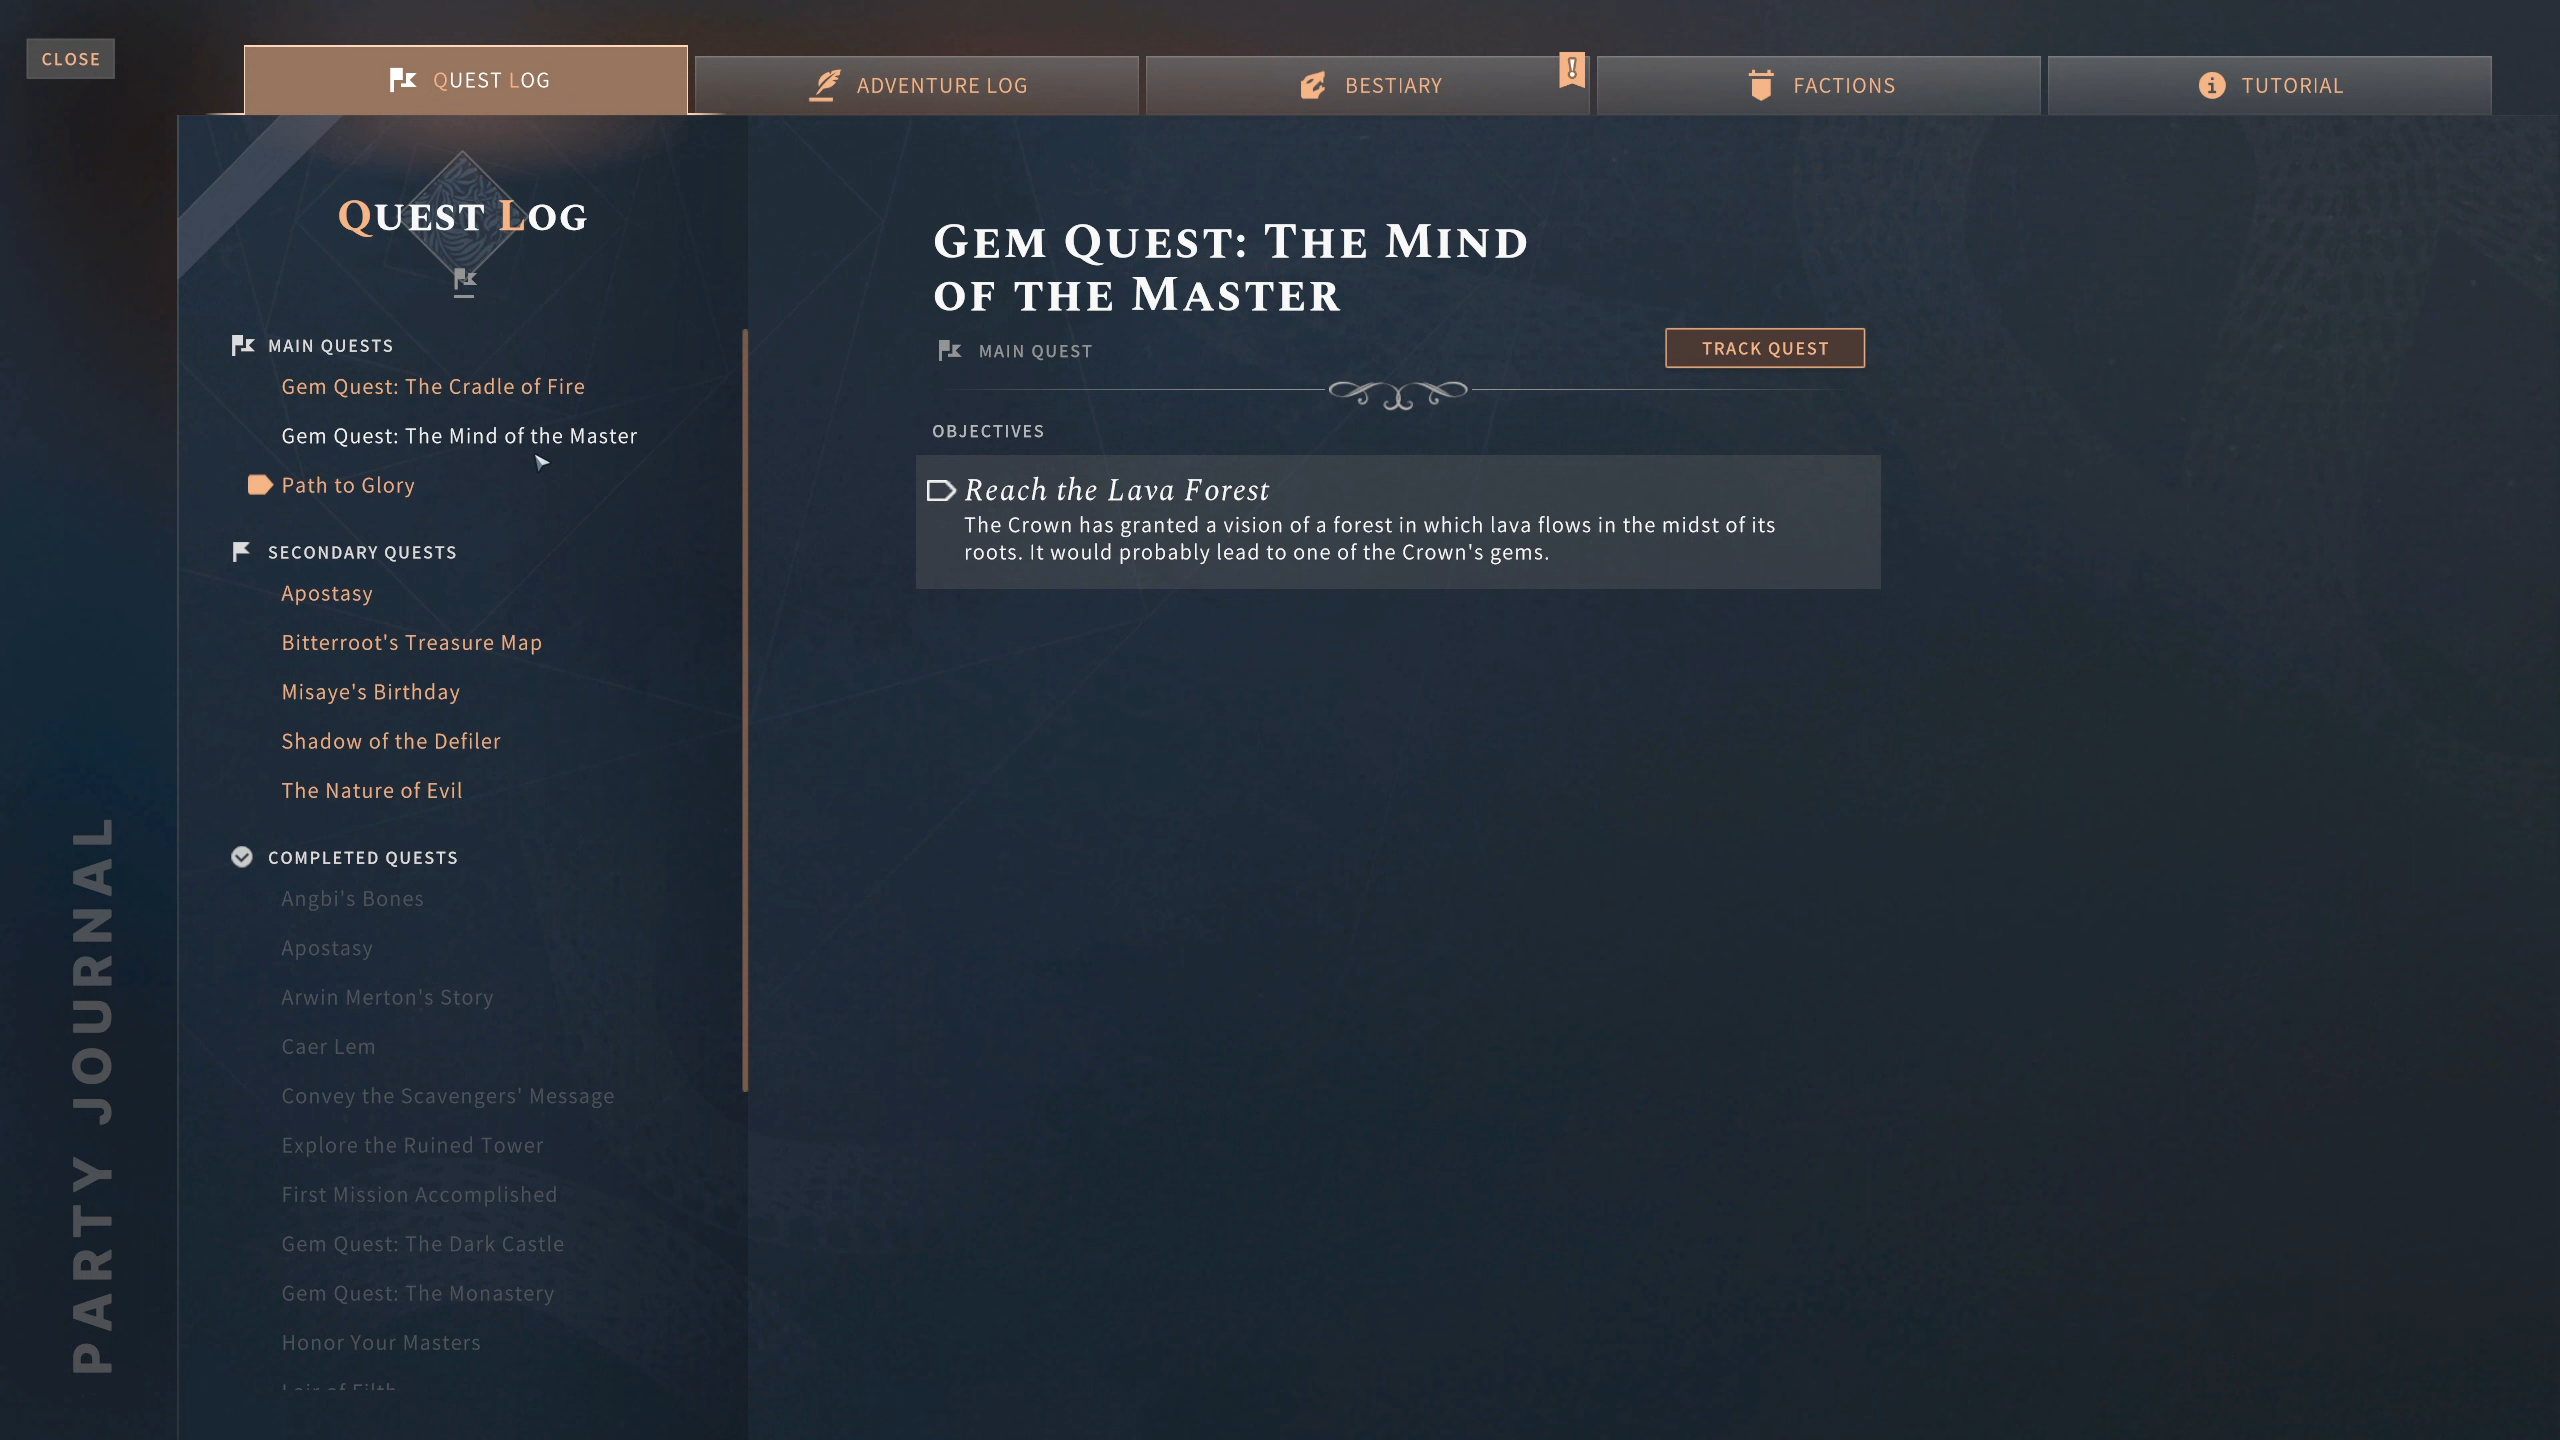 CLOSE
QUEST LOG
ADVENTURE LOG
BESTIARY
FACTIONS
TUTORIAL
QUEST LOG
MAIN QUESTS
Gem Quest: The Cradle of Fire
Gem Quest: The Mind of the Master
Path to Glory
SECONDARY QUESTS
Apostasy
Bitterroot's Treasure Map
Misaye's Birthday
Shadow of the Defiler
The Nature of Evil
COMPLETED QUESTS
Angbi's Bones
Apostasy
Arwin Merton's Story
Caer Lem
Convey the Scavengers' Message
Explore the Ruined Tower
First Mission Accomplished
Gem Quest: The Dark Castle
Gem Quest: The Monastery
Honor Your Masters
Lair of Filth
GEM QUEST: THE MIND
OF THE MASTER
MAIN QUEST
TRACK QUEST
OBJECTIVES
Reach the Lava Forest
The Crown has granted a vision of a forest in which lava flows in the midst of its
roots. It would probably lead to one of the Crown's gems.
PARTY JOURNAL